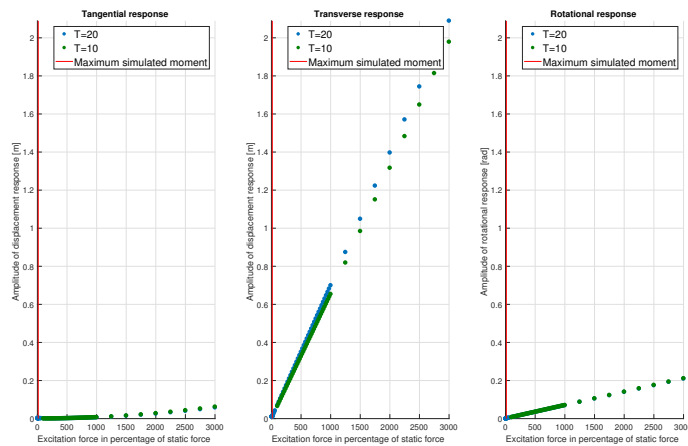 Tangential response
T=20
T=10
Maximum simulated moment
Amplitude of displacement response [m]
2
1.8
1.6
1.4
1.2
1
0.8
0.6
0.4
0.2
0
0 500 1000 1500 2000 2500 3000
Excitation force in percentage of static force
Transverse response
T=20
T=10
Maximum simulated moment
Amplitude of displacement response [m]
2
1.8
1.6
1.4
1.2
1
0.8
0.6
0.4
0.2
0
0 500 1000 1500 2000 2500 3000
Excitation force in percentage of static force
Rotational response
T=20
T=10
Maximum simulated moment
Amplitude of rotational response [rad]
2
1.8
1.6
1.4
1.2
1
0.8
0.6
0.4
0.2
0
0 500 1000 1500 2000 2500 3000
Excitation force in percentage of static force